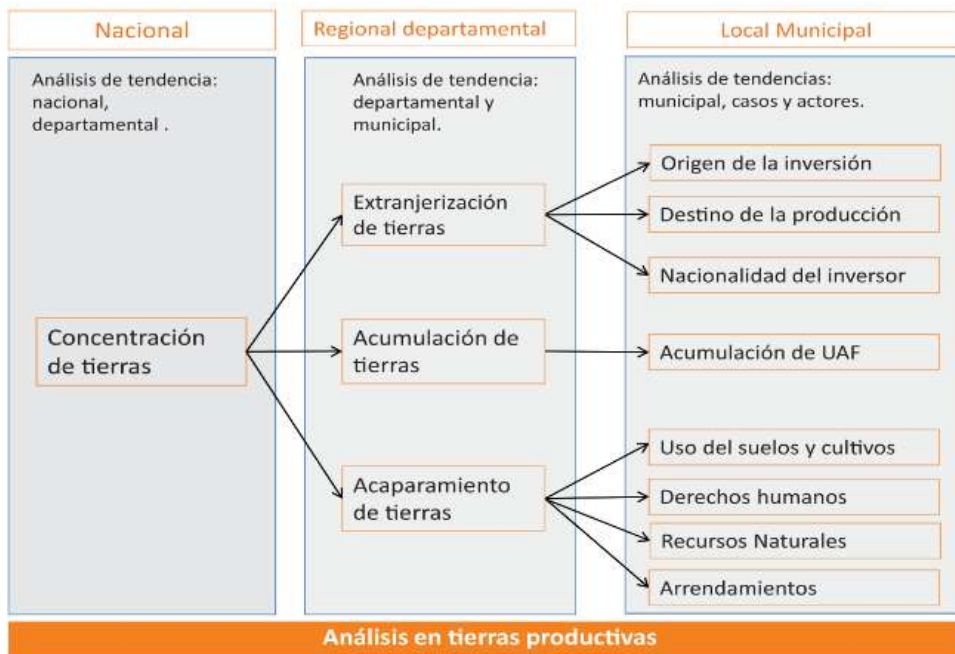 Nacional
Regional departamental
Local Municipal
Análisis de tendencia:
nacional,
departamental .
Análisis de tendencia:
departamental y
municipal.
Análisis de tendencias:
municipal, casos y actores.
Concentración
de tierras
Extranjerización
de tierras
Acumulación de
tierras
Acaparamiento
de tierras
Origen de la inversión
Destino de la producción
Nacionalidad del inversor
Acumulación de UAF
Uso del suelos y cultivos
Derechos humanos
Recursos Naturales
Arrendamientos
Análisis en tierras productivas